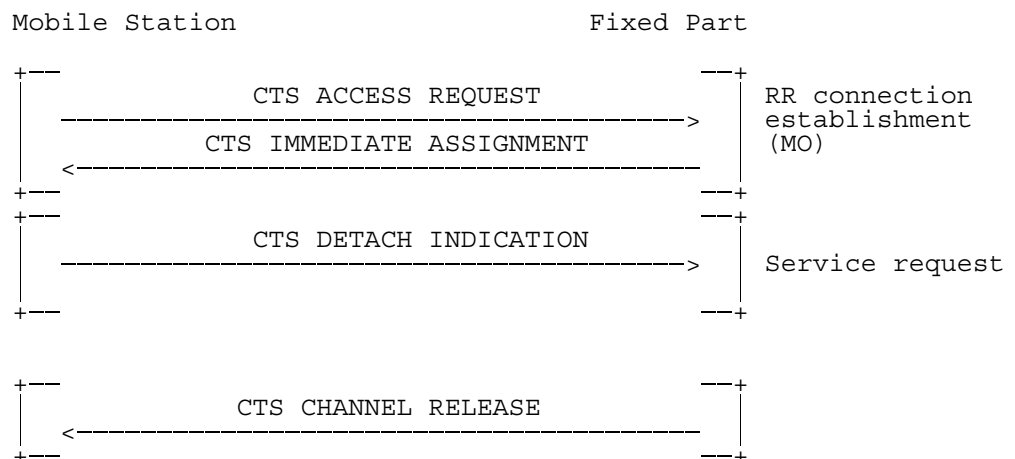 Mobile Station Fixed Part
CTS ACCESS REQUEST RR connection
establishment
CTS IMMEDIATE ASSIGNMENT (MO)
CTS DETACH INDICATION
Service request
CTS CHANNEL RELEASE